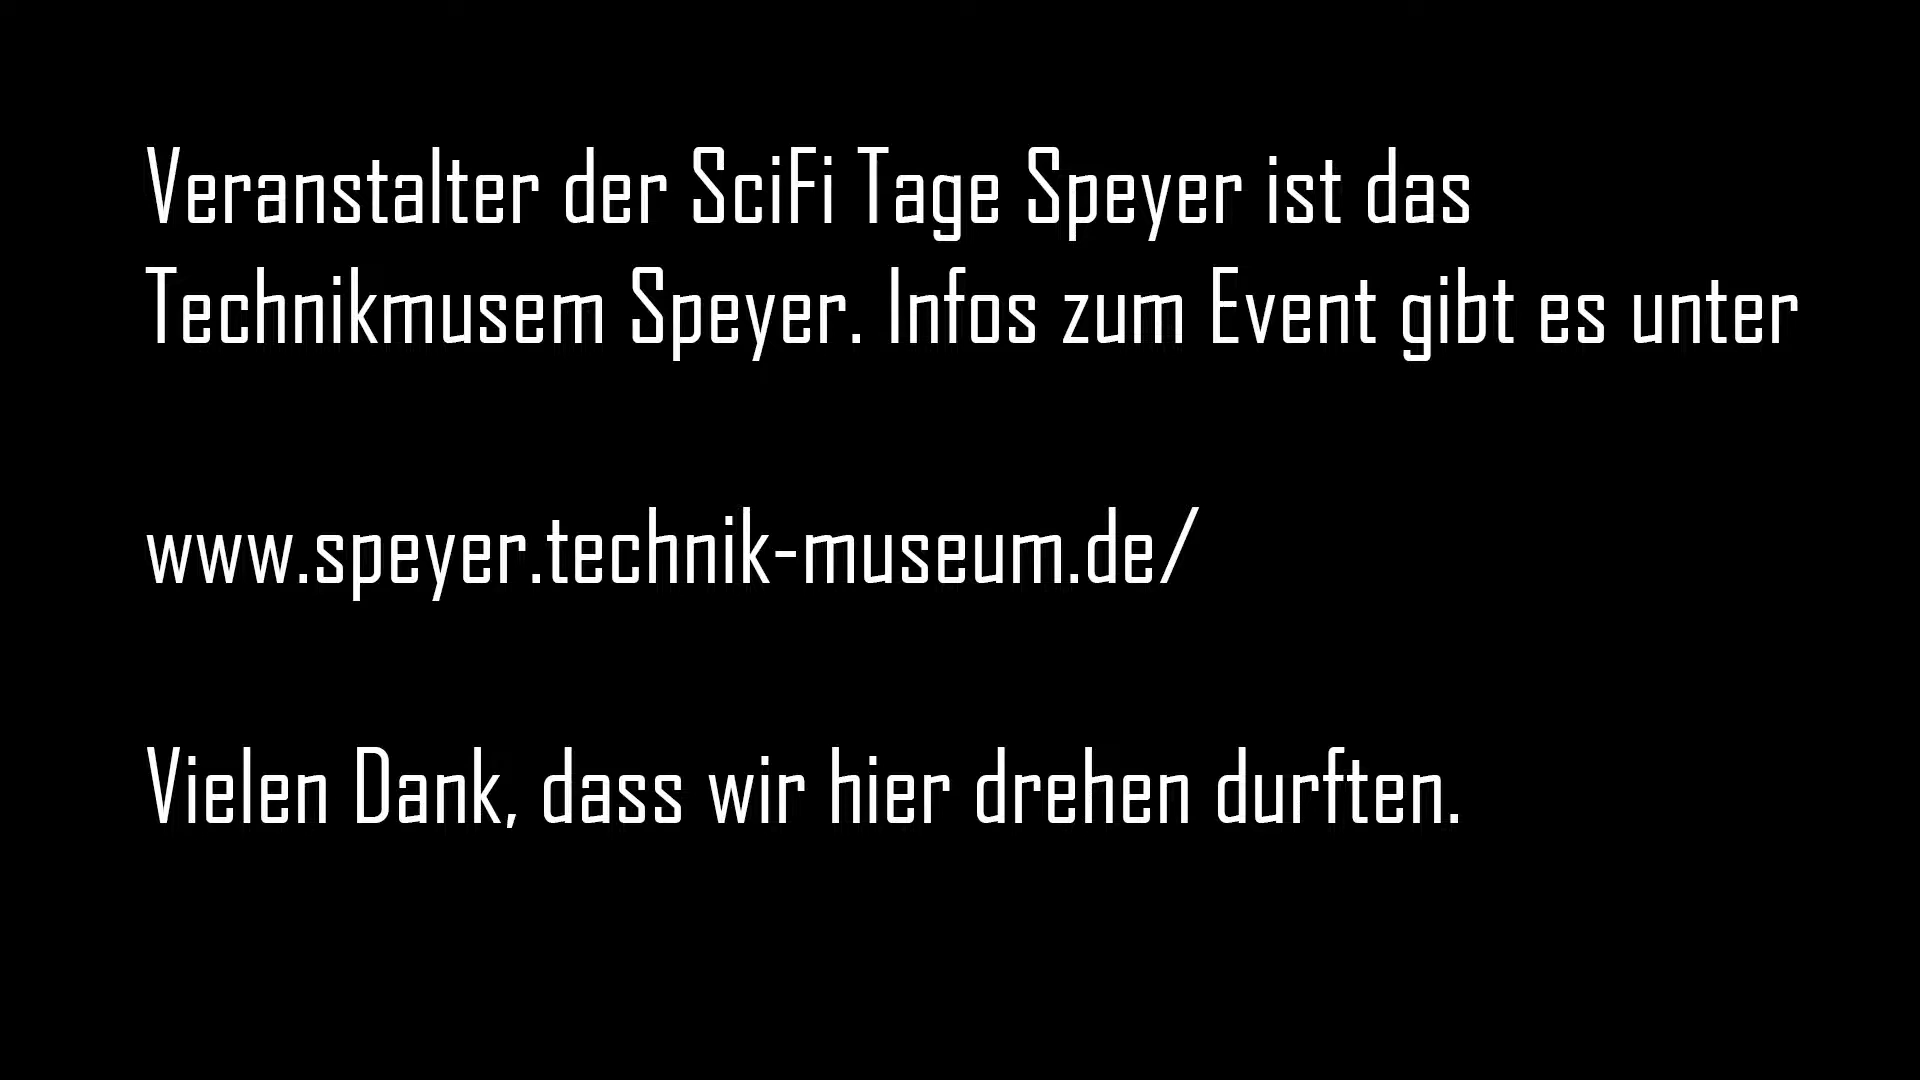 Veranstalter der SciFi Tage Speyer ist das
Technikmusem Speyer. Infos zum Event gibt es unter
www.speyer.technik-museum.de/
Vielen Dank, dass wir hier drehen durften.